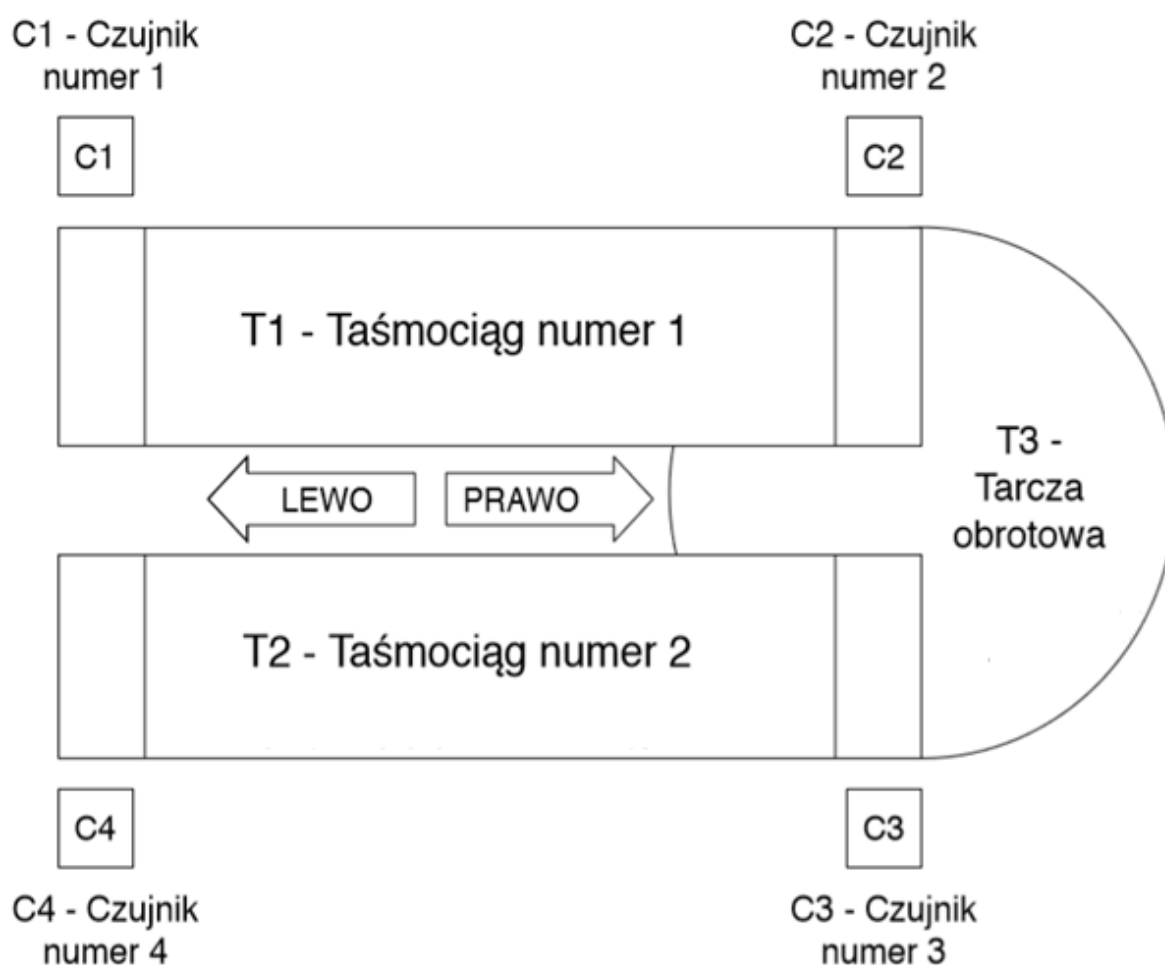 C1 - Czujnik
numer 1
C2 - Czujnik
numer 2
C1
C2
T1 - Taśmociąg numer 1
T3 -
Tarcza
obrotowa
LEWO
PRAWO
T2 - Taśmociąg numer 2
C4
C3
C4 - Czujnik
numer 4
C3 - Czujnik
numer 3